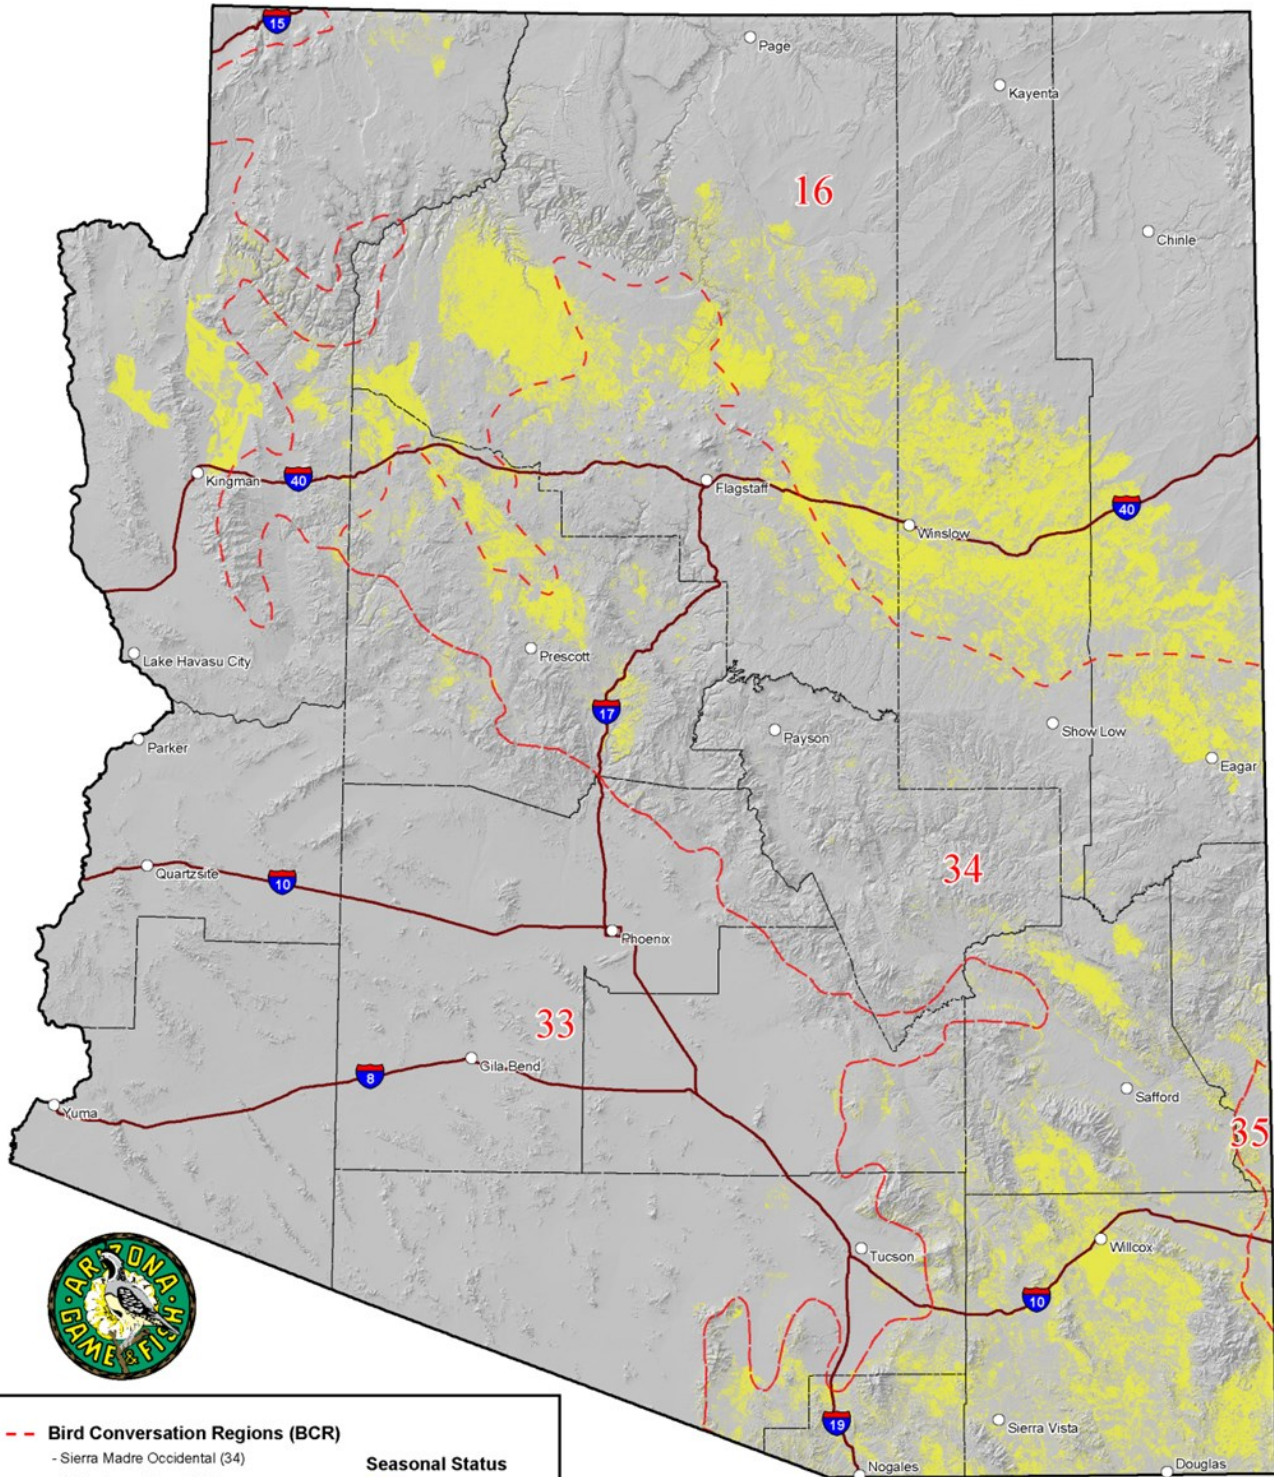 15
Page
Kayenta
16
Chinle
Kingman
40
Flagstaff
40
Winslow
Lake Havasu City
Prescott
17
Parker
Payson
Show Low
Eagar
Quartzsite
10
34
Phoenix
33
Gila Bend
8
Safford
Yuma
35
Willcox
Tucson
10
ARIZONA
GAME & FISH
19
Sierra Vista
Nogales
Douglas
Bird Conversation Regions (BCR)
- Sierra Madre Occidental (34)
Seasonal Status